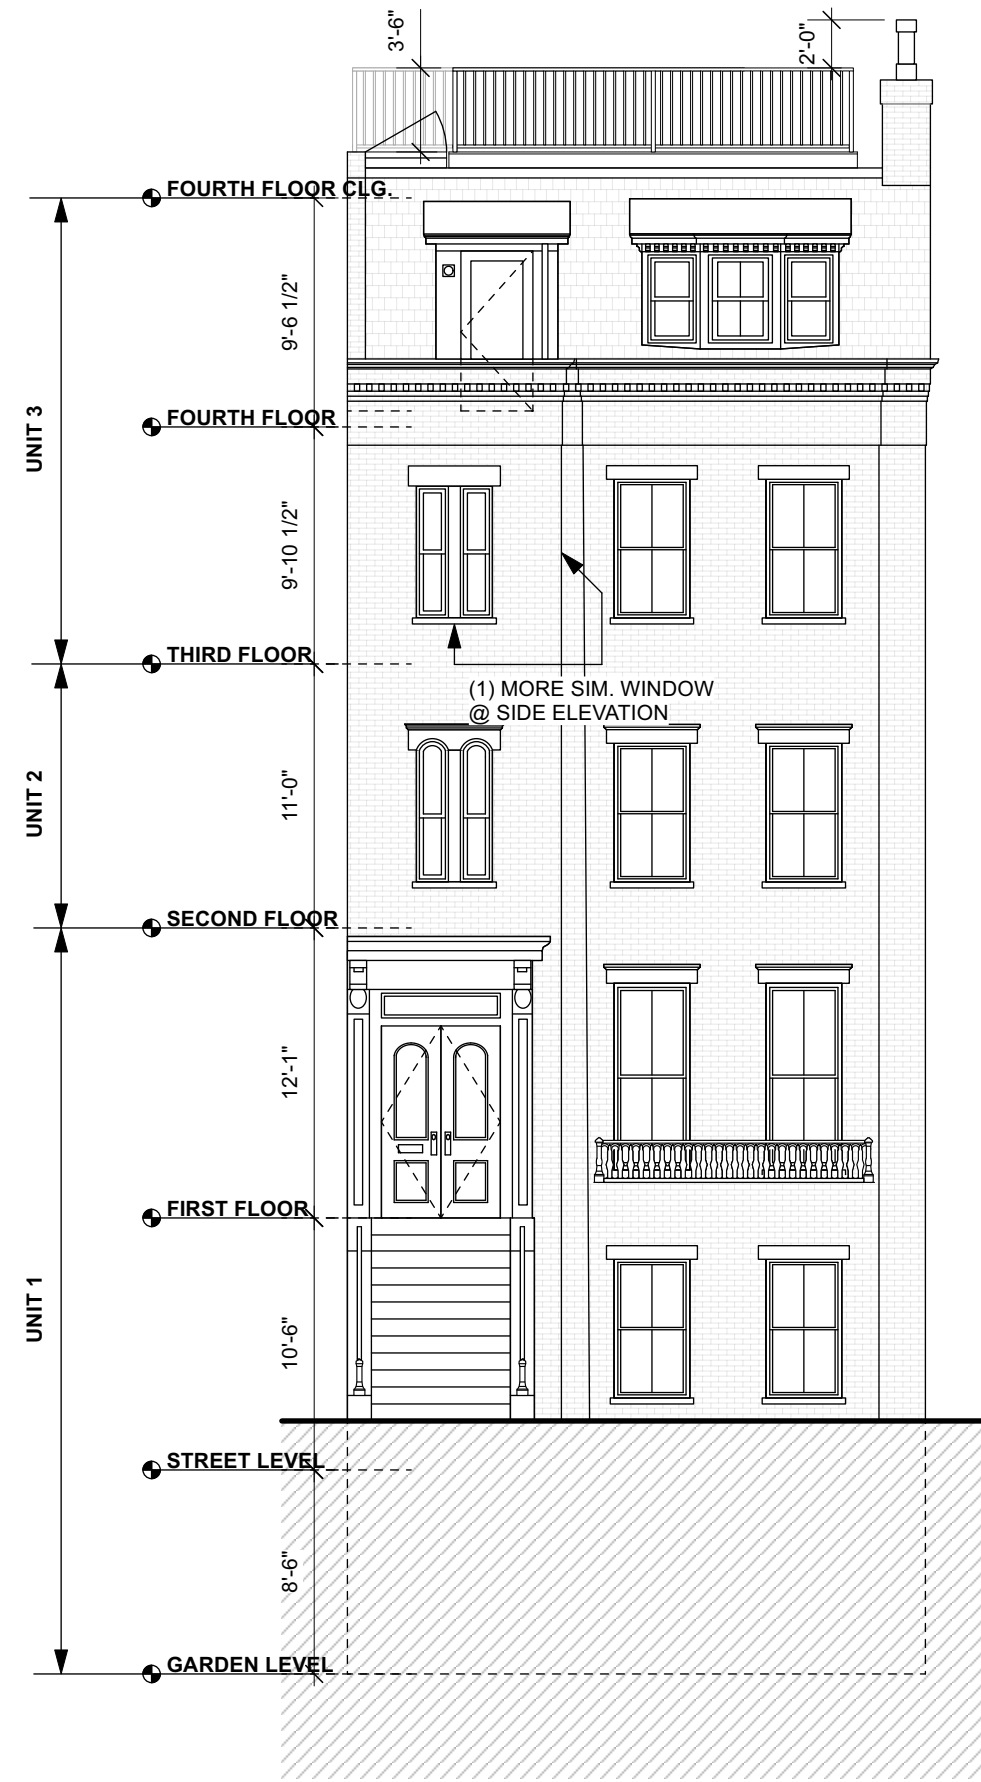 3'-6"
2'-0"
FOURTH FLOOR CLG.
9'-6 1/2"
FOURTH FLOOR
UNIT 3
9'-10 1/2"
THIRD FLOOR
(1) MORE SIM. WINDOW
@ SIDE ELEVATION
UNIT 2
11'-0"
SECOND FLOOR
12'-1"
FIRST FLOOR
UNIT 1
10'-6"
STREET LEVEL
8'-6"
GARDEN LEVEL